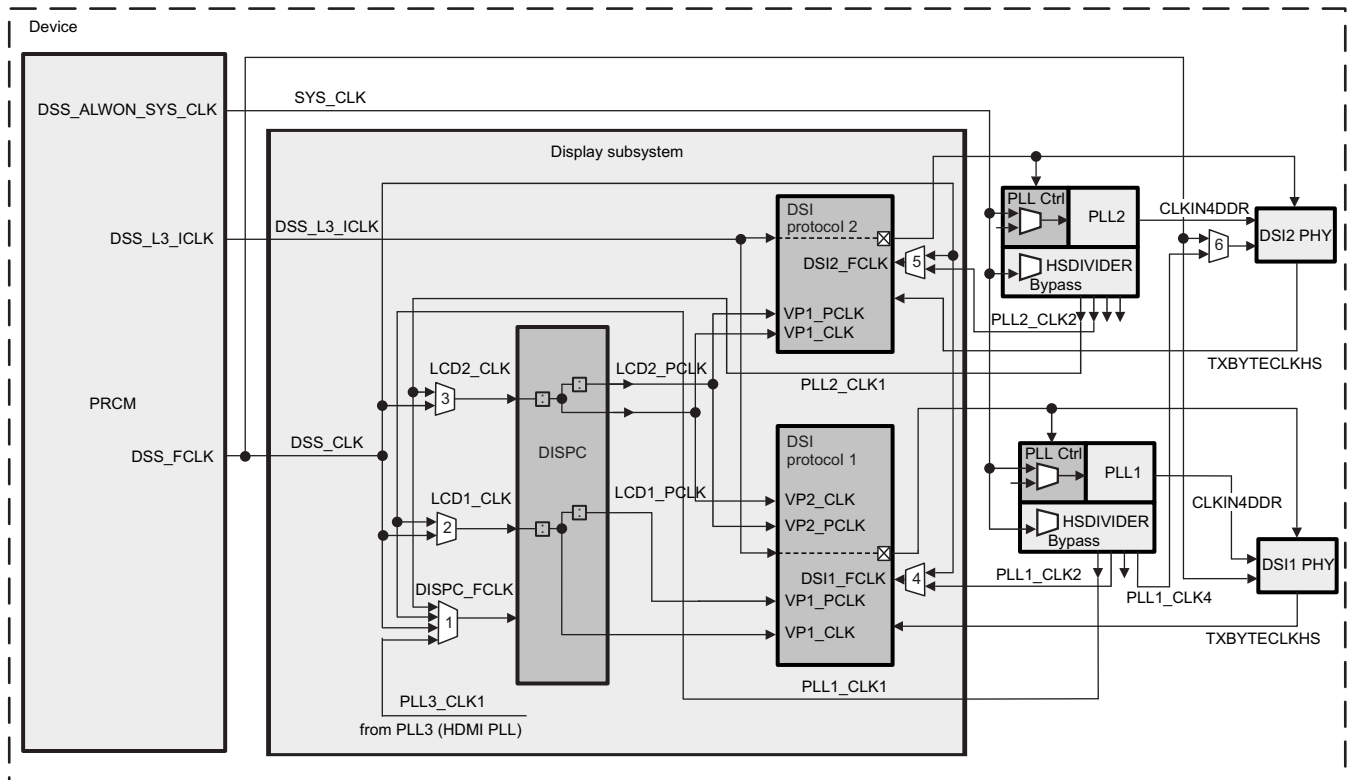 Device
DSS_ALWON_SYS_CLK
SYS_CLK
Display subsystem
DSI
protocol 2
PLL Ctrl
PLL2
CLKIN4DDR
DSI2 PHY
DSS_L3_ICLK
DSS_L3_ICLK
DSI2_FCLK
5
6
HSDIVIDER
Bypass
VP1_PCLK
VP1_CLK
PLL2_CLK2
TXBYTECLKHS
LCD2_CLK
LCD2_PCLK
PLL2_CLK1
3
:
:
PRCM
DSS_FCLK
DSS_CLK
DISPC
DSI
protocol 1
PLL Ctrl
PLL1
LCD1_CLK
LCD1_PCLK
VP2_CLK
CLKIN4DDR
2
:
:
VP2_PCLK
HSDIVIDER
Bypass
DSI1 PHY
DSI1_FCLK
4
PLL1_CLK2
DISPC_FCLK
VP1_PCLK
PLL1_CLK4
1
VP1_CLK
TXBYTECLKHS
PLL1_CLK1
PLL3_CLK1
from PLL3 (HDMI PLL)